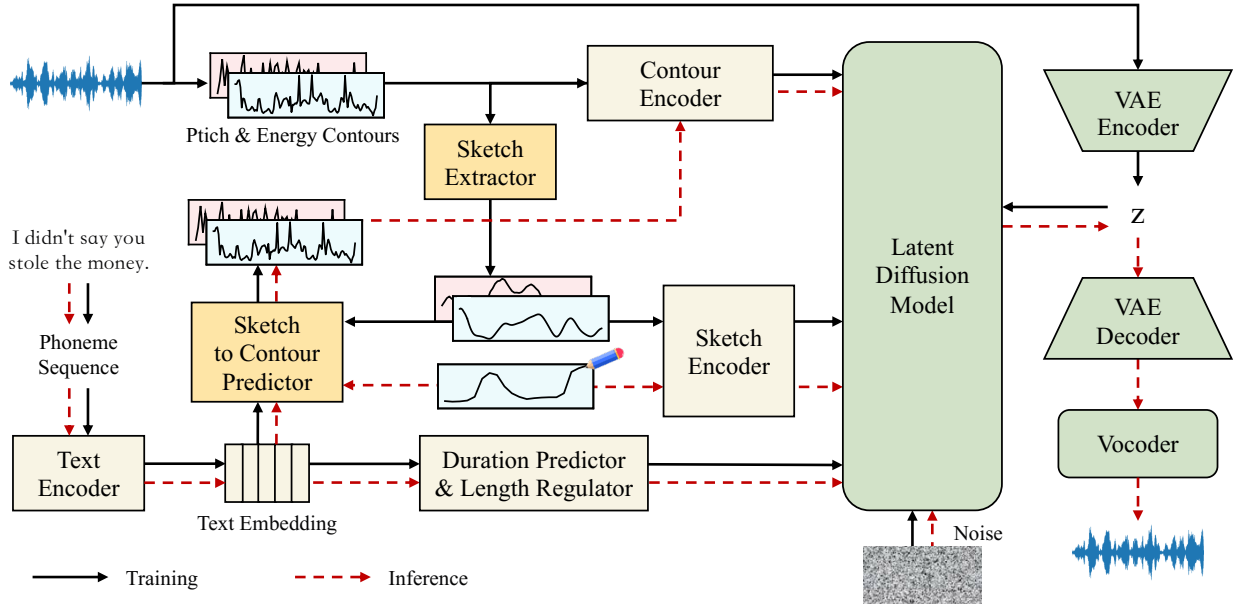 Ptich & Energy Contours
Contour
Encoder
VAE
Encoder
Sketch
Extractor
I didn't say you
stole the money.
z
Latent
Diffusion
Model
Phoneme
Sequence
Sketch
to Contour
Predictor
Sketch
Encoder
VAE
Decoder
Text
Encoder
Text Embedding
Duration Predictor
& Length Regulator
Vocoder
Noise
Training
Inference